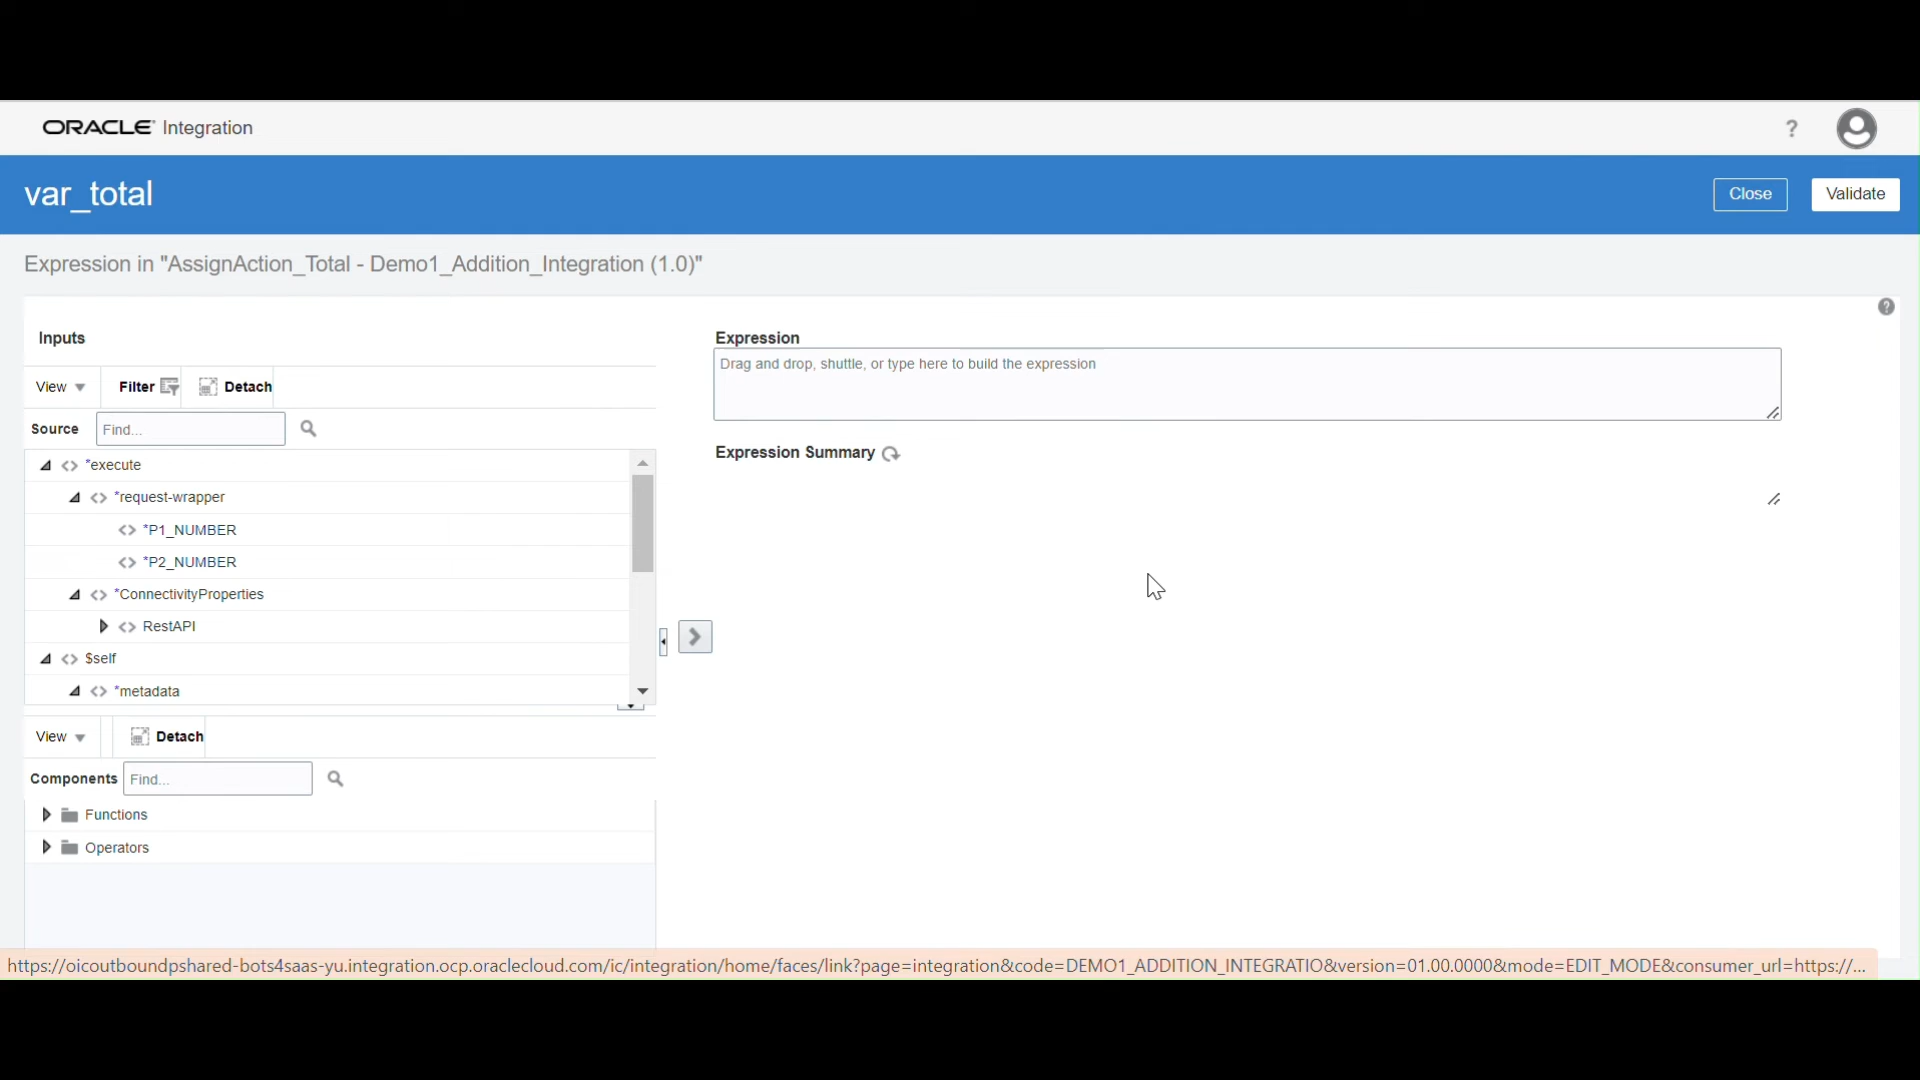 ORACLE Integration
?
var_total
Close
Validate
Expression in "AssignAction_Total - Demo1_Addition_Integration (1.0)"
?
Inputs
Expression
View
Filter
Detach
Drag and drop, shuttle, or type here to build the expression
Source
Find...
Expression Summary
<> *execute
<> *request-wrapper
<> *P1_NUMBER
<> *P2_NUMBER
<> *ConnectivityProperties
<> RestAPI
<> $self
<> *metadata
View
Detach
Components
Find...
Functions
Operators
https://oicoutboundpshared-bots4saas-yu.integration.ocp.oraclecloud.com/ic/integration/home/faces/link?page=integration&code=DEMO1_ADDITION_INTEGRATIO&version=01.00.0000&mode=EDIT_MODE&consumer_url=https://...